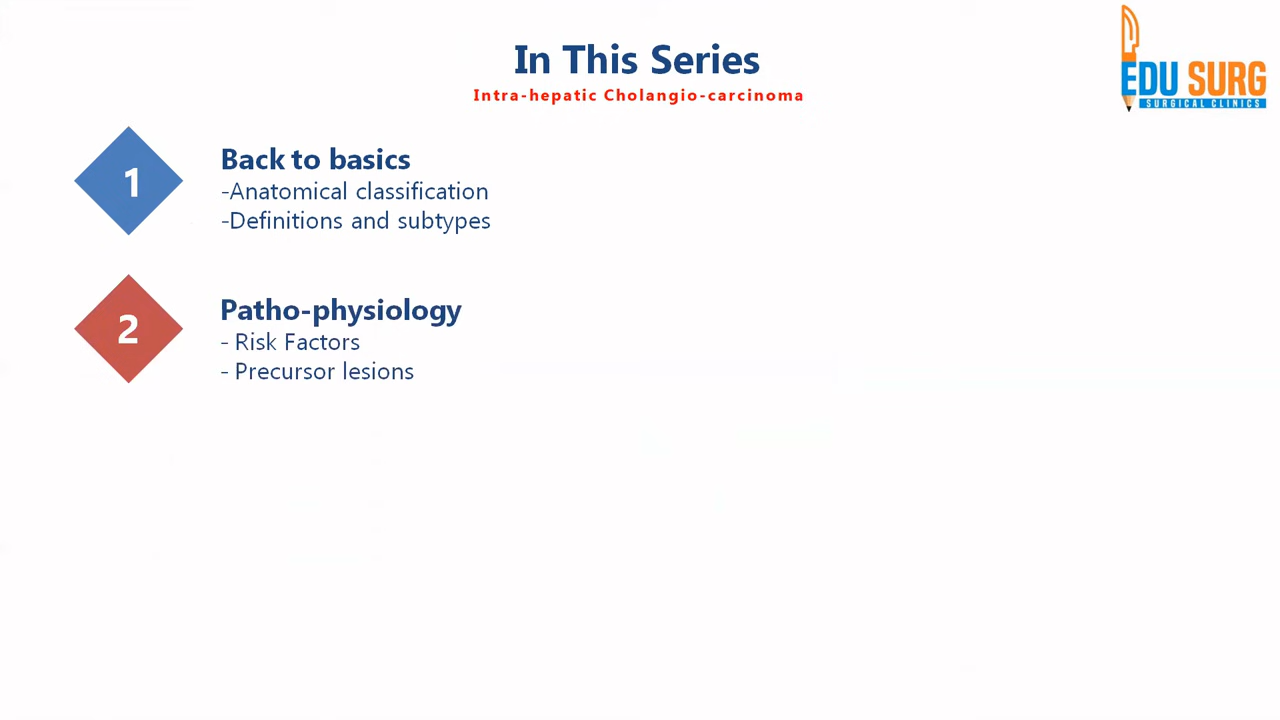 In This Series
Intra-hepatic Cholangio-carcinoma
EDU SURG
SURGICAL CLINICS
1
Back to basics
-Anatomical classification
-Definitions and subtypes
2
Patho-physiology
- Risk Factors
- Precursor lesions